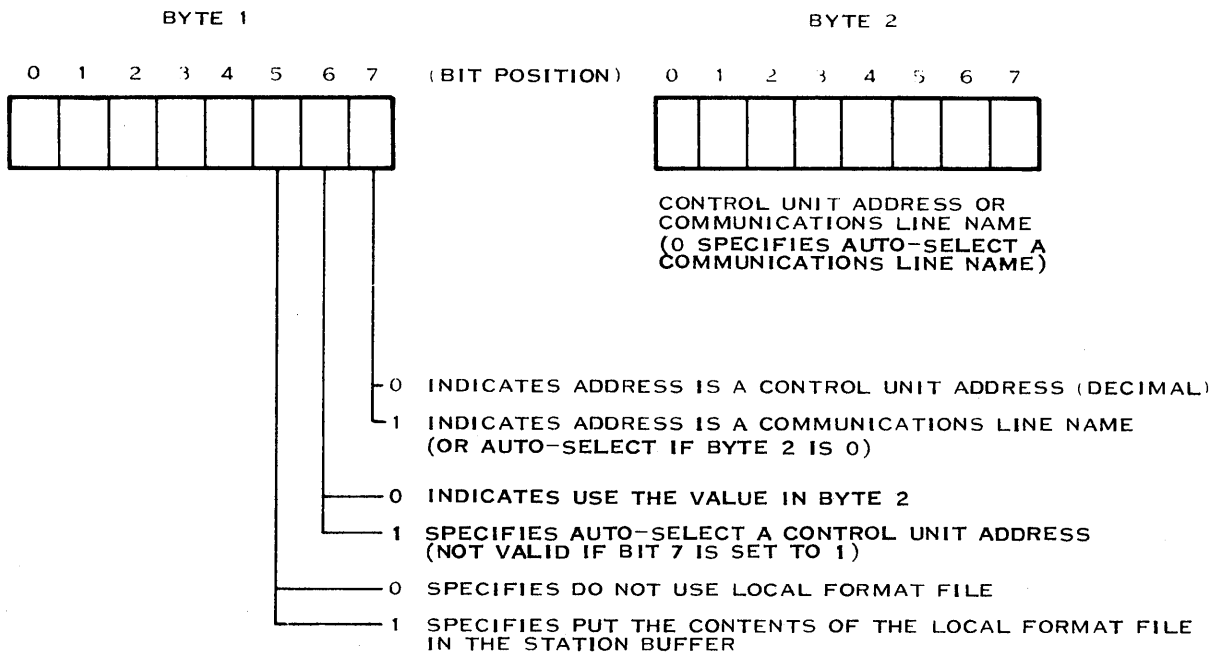 BYTE 1
BYTE 2
0 1 2 3 4 5 6 7 (BIT POSITION) 0 1 2 3 4 5 6 7
CONTROL UNIT ADDRESS OR
COMMUNICATIONS LINE NAME
(0 SPECIFIES AUTO-SELECT A
COMMUNICATIONS LINE NAME)
0 INDICATES ADDRESS IS A CONTROL UNIT ADDRESS (DECIMAL)
1 INDICATES ADDRESS IS A COMMUNICATIONS LINE NAME
(OR AUTO-SELECT IF BYTE 2 IS 0)
0 INDICATES USE THE VALUE IN BYTE 2
1 SPECIFIES AUTO-SELECT A CONTROL UNIT ADDRESS
(NOT VALID IF BIT 7 IS SET TO 1)
0 SPECIFIES DO NOT USE LOCAL FORMAT FILE
1 SPECIFIES PUT THE CONTENTS OF THE LOCAL FORMAT FILE
IN THE STATION BUFFER